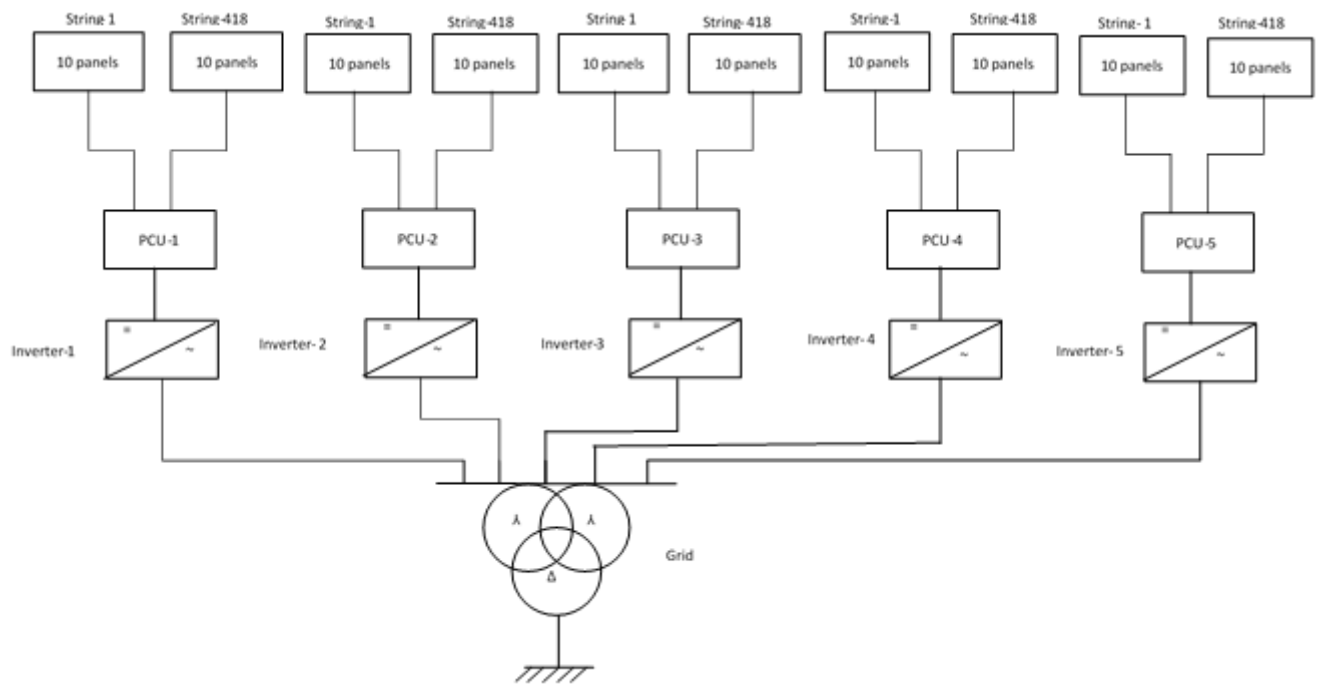 String 1
String-418
String-1
String-418
String 1
String- 418
String-1
String-418
String- 1
String-418
10 panels
10 panels
10 panels
10 panels
10 panels
10 panels
10 panels
10 panels
10 panels
10 panels
PCU-1
PCU-2
PCU-3
PCU-4
PCU-5
Inverter-1
=
~
Inverter- 2
=
~
Inverter-3
=
~
Inverter- 4
=
~
Inverter- 5
=
~
⅄
⅄
Δ
Grid